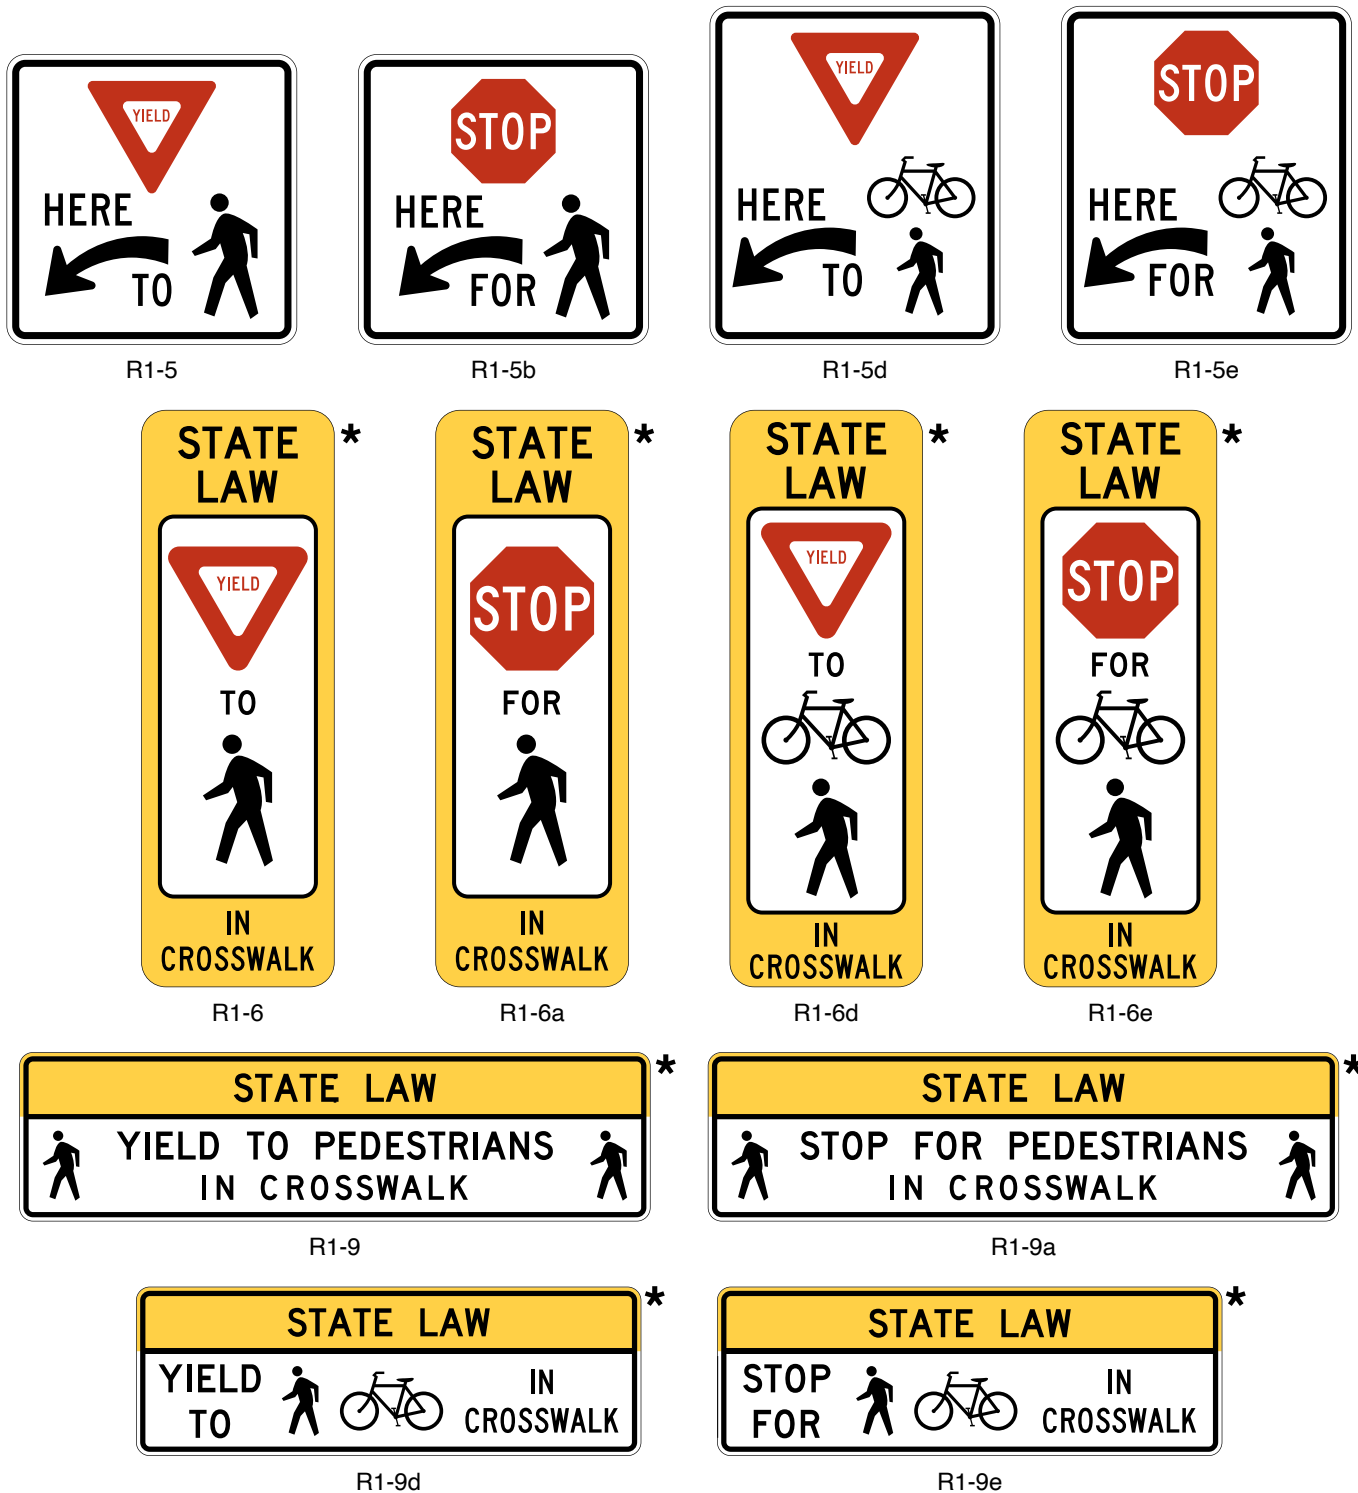 YIELD
HERE
TO
R1-5
STOP
HERE
FOR
R1-5b
YIELD
HERE
TO
R1-5d
STOP
HERE
FOR
R1-5e
STATE
LAW
*
YIELD
TO
IN
CROSSWALK
R1-6
STATE
LAW
*
STOP
FOR
IN
CROSSWALK
R1-6a
STATE
LAW
*
YIELD
TO
IN
CROSSWALK
R1-6d
STATE
LAW
*
STOP
FOR
IN
CROSSWALK
R1-6e
STATE LAW
*
YIELD TO PEDESTRIANS
IN CROSSWALK
R1-9
STATE LAW
*
STOP FOR PEDESTRIANS
IN CROSSWALK
R1-9a
STATE LAW
*
YIELD
TO
IN
CROSSWALK
R1-9d
STATE LAW
*
STOP
FOR
IN
CROSSWALK
R1-9e